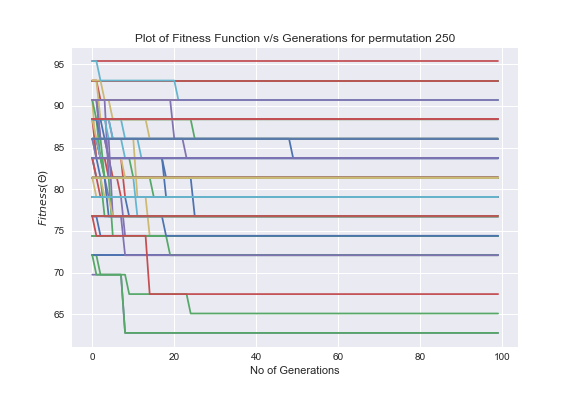 Plot of Fitness Function v/s Generations for permutation 250
95
90
85
80
75
70
65
Fitness(Θ)
0 20 40 60 80 100
No of Generations